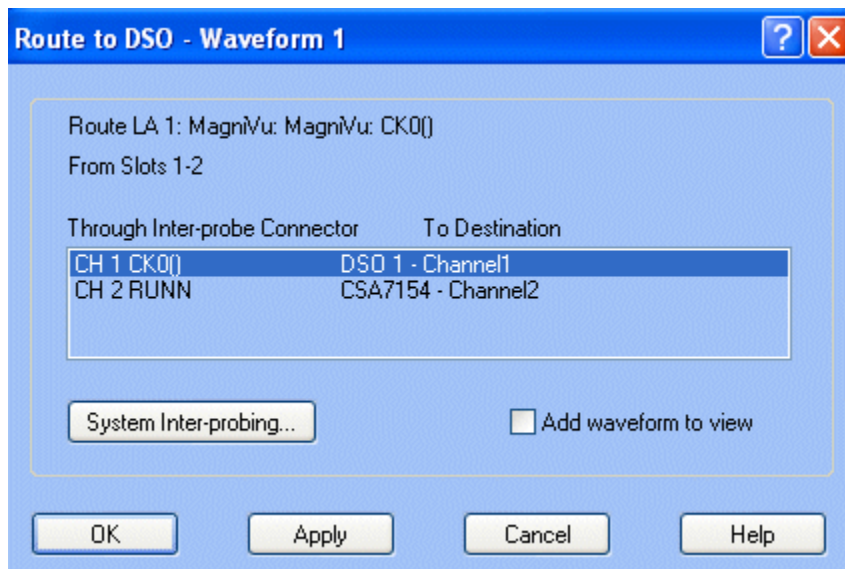 Route to DSO - Waveform 1
Route LA 1: MagniVu: MagniVu: CK0()
From Slots 1-2
Through Inter-probe Connector To Destination
CH 1 CK0() DSO 1 - Channel1
CH 2 RUNN CSA7154 - Channel2
System Inter-probing... Add waveform to view
OK Apply Cancel Help